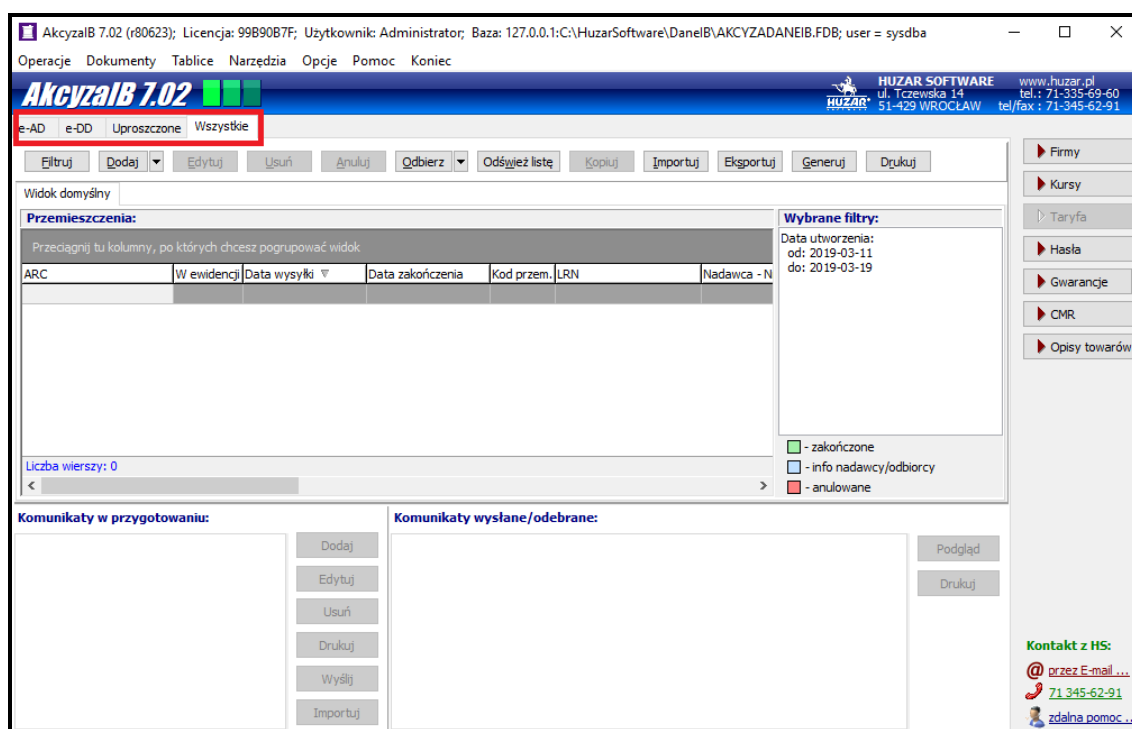 AkcyzaIB 7.02 (r80623); Licencja: 99B90B7F; Użytkownik: Administrator; Baza: 127.0.0.1:C:\HuzarSoftware\DaneIB\AKCYZADANEIB.FDB; user = sysdba
Operacje Dokumenty Tablice Narzędzia Opcje Pomoc Koniec
AkcyzaIB 7.02
HUZAR SOFTWARE www.huzar.pl
ul. Tczewska 14 tel.: 71-335-69-60
HUZAR 51-429 WROCŁAW tel/fax : 71-345-62-91
e-AD e-DD Uproszczone Wszystkie
Filtruj Dodaj Edytuj Usuń Anuluj Odbierz Odśwież listę Kopiuj Importuj Eksportuj Generuj Drukuj
Widok domyślny
Przemieszczenia:
Przeciągnij tu kolumny, po których chcesz pogrupować widok
ARC W ewidencji Data wysyłki Data zakończenia Kod przem. LRN Nadawca - N
Liczba wierszy: 0
Wybrane filtry:
Data utworzenia:
od: 2019-03-11
do: 2019-03-19
- zakończone
- info nadawcy/odbiorcy
- anulowane
Firmy
Kursy
Taryfa
Hasła
Gwarancje
CMR
Opisy towarów
Komunikaty w przygotowaniu:
Dodaj
Edytuj
Usuń
Drukuj
Wyślij
Importuj
Komunikaty wysłane/odebrane:
Podgląd
Drukuj
Kontakt z HS:
@ przez E-mail ...
71 345-62-91
zdalna pomoc ..